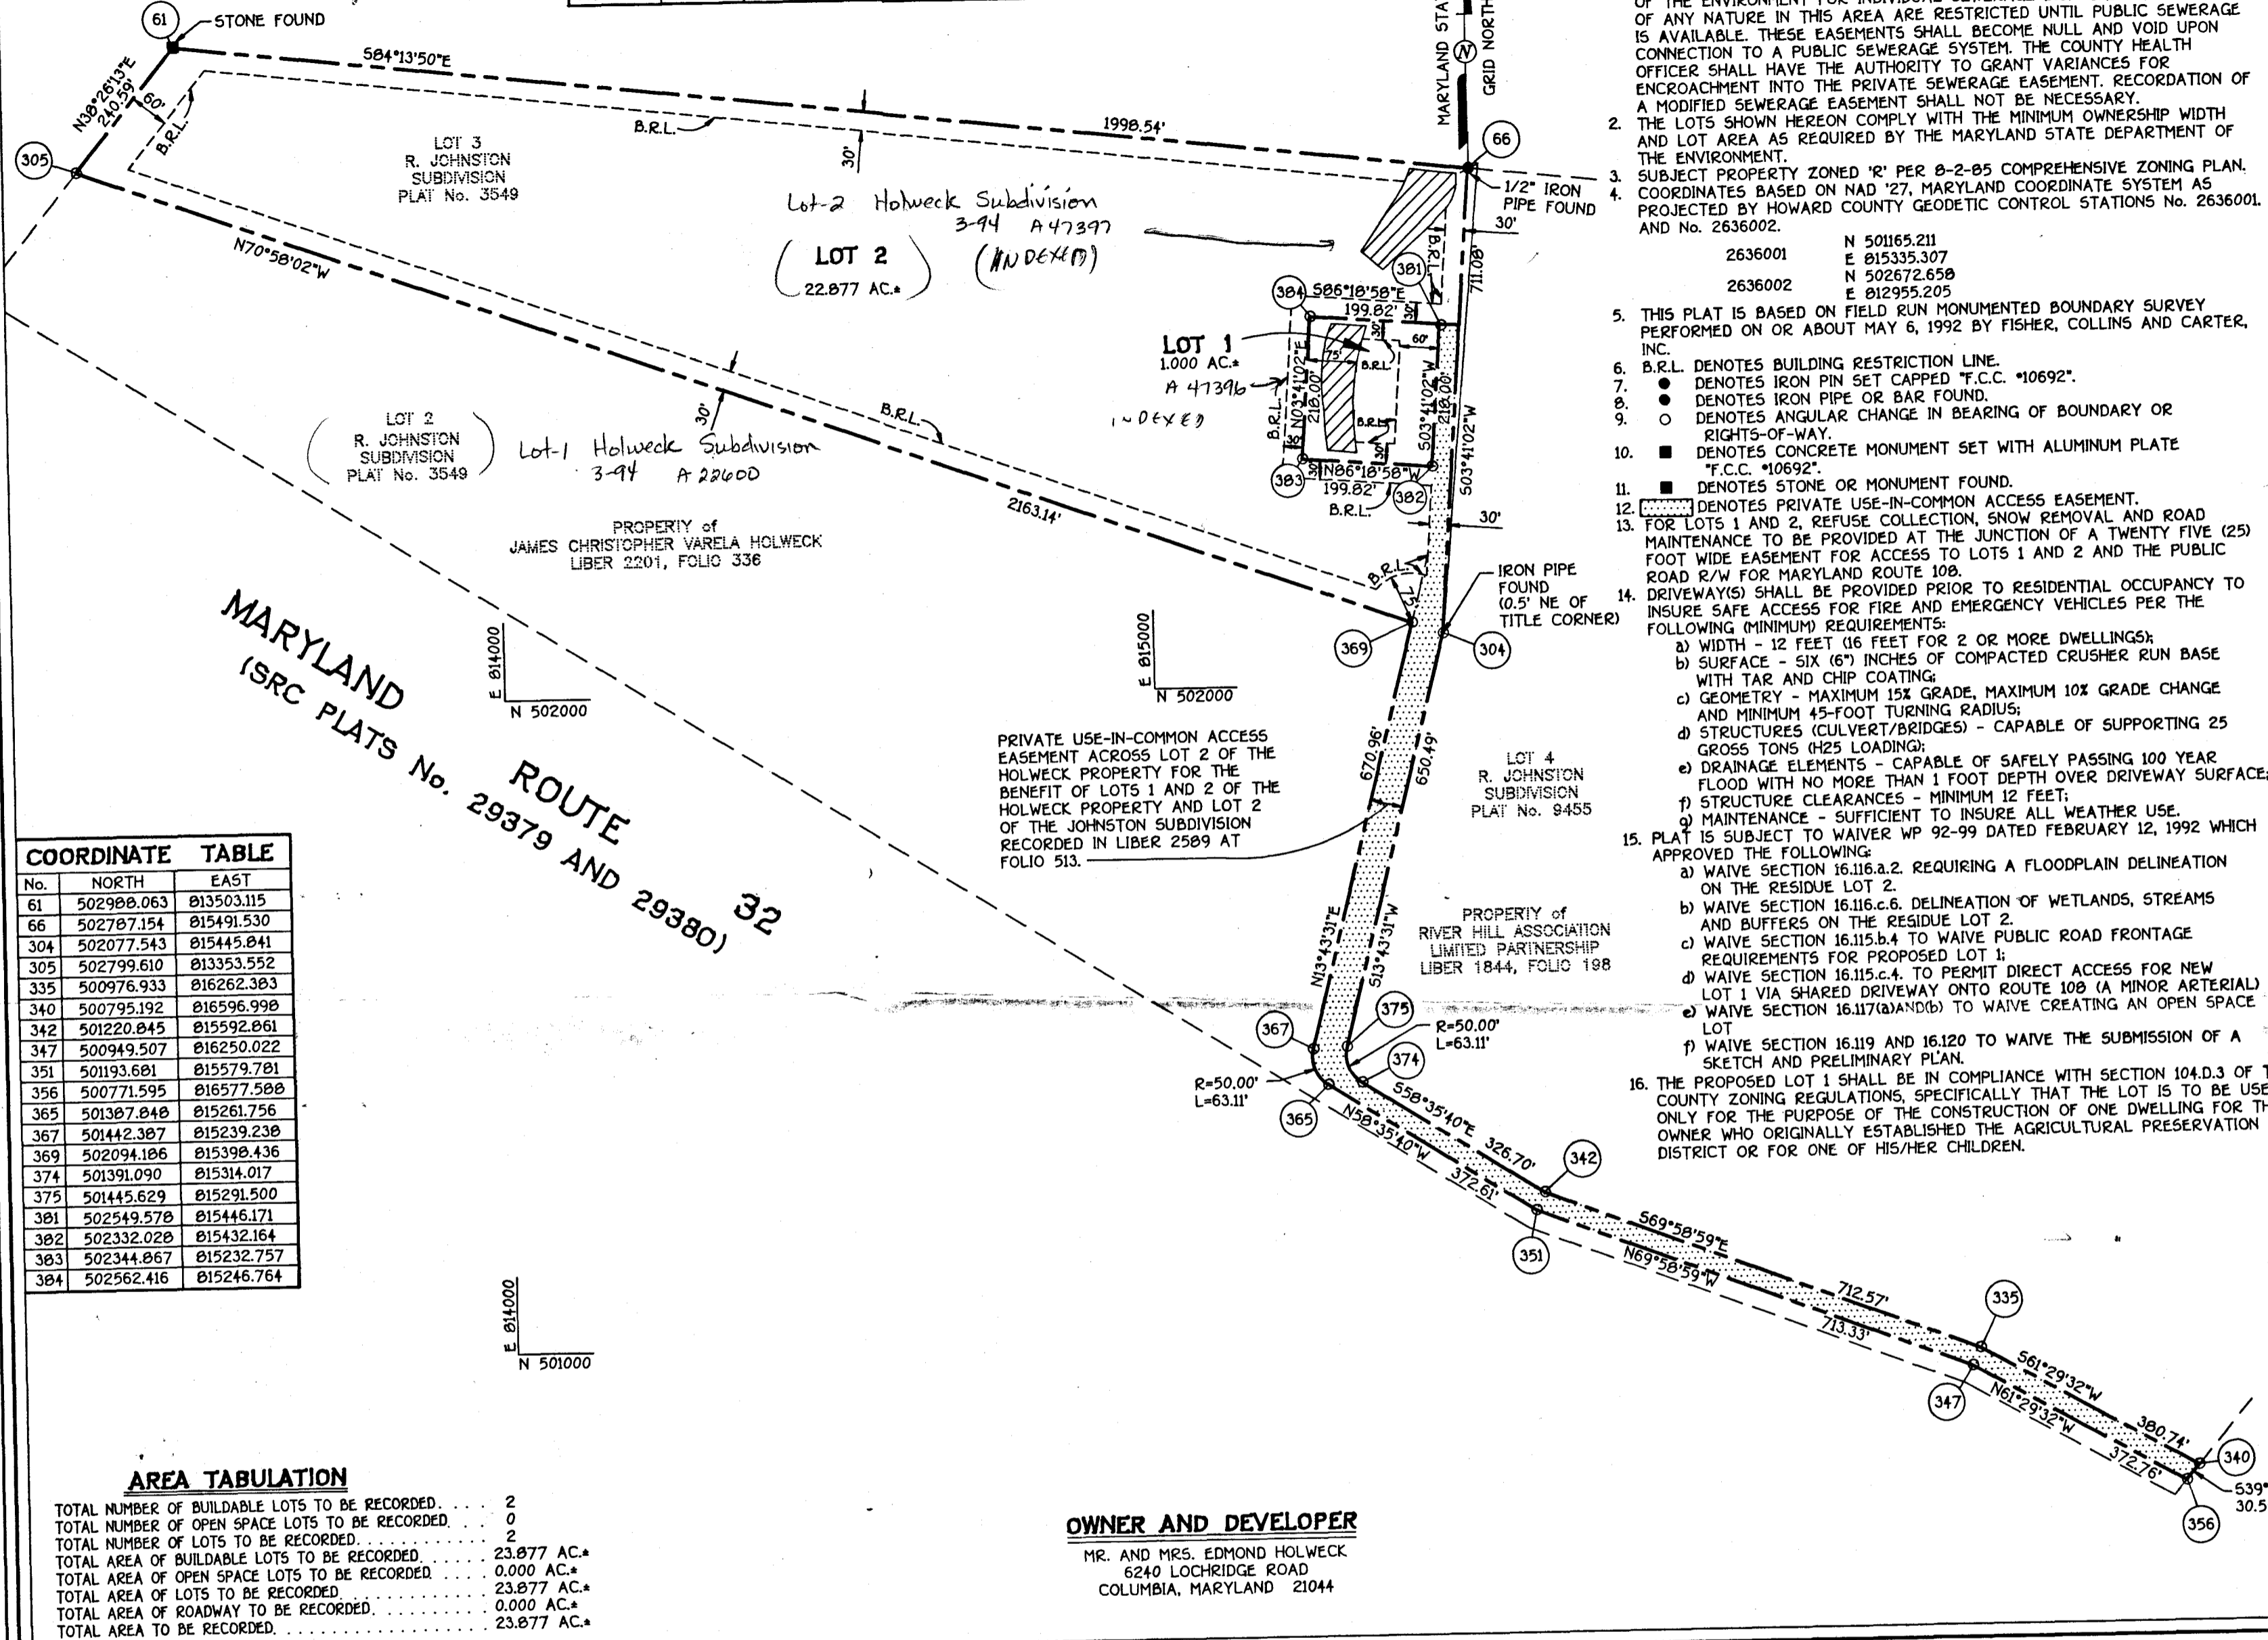 61
STONE FOUND
S84°13'50"E
1998.54'
N38°26'13"E
240.59'
60'
B.R.L.
B.R.L.
30'
305
LOT 3
R. JOHNSTON
SUBDIVISION
PLAT No. 3549
N70°58'02"W
2163.14'
30'
B.R.L.
Lot-2 Holweck Subdivision
3-94 A47397
(INDEXED)
LOT 2
22.877 AC.±
GRID NORTH
N
66
1/2" IRON
PIPE FOUND
30'
711.08'
B.R.L.
381
384
S86°18'58"E
199.82'
30'
30'
60'
LOT 1
1.000 AC.±
A 47396
INDEXED
75'
B.R.L.
B.R.L.
B.R.L.
N03°41'02"E
218.00'
S03°41'02"W
218.00'
S03°41'02"W
30'
30'
N86°18'58"W
199.82'
B.R.L.
383
382
30'
LOT 2
R. JOHNSTON
SUBDIVISION
PLAT No. 3549
Lot-1 Holweck Subdivision
3-94 A 22600
PROPERTY of
JAMES CHRISTOPHER VARELA HOLWECK
LIBER 2201, FOLIO 336
B.R.L.
75'
IRON PIPE
FOUND
(0.5' NE OF
TITLE CORNER)
369
304
E 814000
N 502000
E 815000
N 502000
MARYLAND ROUTE 32
(SRC PLATS No. 29379 AND 29380)
PRIVATE USE-IN-COMMON ACCESS
EASEMENT ACROSS LOT 2 OF THE
HOLWECK PROPERTY FOR THE
BENEFIT OF LOTS 1 AND 2 OF THE
HOLWECK PROPERTY AND LOT 2
OF THE JOHNSTON SUBDIVISION
RECORDED IN LIBER 2589 AT
FOLIO 513.
670.96'
650.49'
LOT 4
R. JOHNSTON
SUBDIVISION
PLAT No. 9455
PROPERTY of
RIVER HILL ASSOCIATION
LIMITED PARTNERSHIP
LIBER 1844, FOLIO 198
N13°43'31"E
S13°43'31"W
367
375
R=50.00'
L=63.11'
374
R=50.00'
L=63.11'
365
S58°35'40"E
326.70'
N58°35'40"W
372.61'
342
351
S69°58'59"E
712.57'
N69°58'59"W
713.33'
335
347
S61°29'32"W
380.74'
N61°29'32"W
372.76'
340
S39°
30.5
356
COORDINATE TABLE
No. NORTH EAST
61 502988.063 813503.115
66 502787.154 815491.530
304 502077.543 815445.841
305 502799.610 813353.552
335 500976.933 816262.383
340 500795.192 816596.998
342 501220.845 815592.861
347 500949.507 816250.022
351 501193.681 815579.781
356 500771.595 816577.588
365 501387.848 815261.756
367 501442.387 815239.238
369 502094.186 815398.436
374 501391.090 815314.017
375 501445.629 815291.500
381 502549.578 815446.171
382 502332.028 815432.164
383 502344.867 815232.757
384 502562.416 815246.764
E 814000
N 501000
AREA TABULATION
TOTAL NUMBER OF BUILDABLE LOTS TO BE RECORDED. . . . 2
TOTAL NUMBER OF OPEN SPACE LOTS TO BE RECORDED. . . 0
TOTAL NUMBER OF LOTS TO BE RECORDED. . . . . . . . . . . . 2
TOTAL AREA OF BUILDABLE LOTS TO BE RECORDED. . . . . . 23.877 AC.±
TOTAL AREA OF OPEN SPACE LOTS TO BE RECORDED. . . . . 0.000 AC.±
TOTAL AREA OF LOTS TO BE RECORDED. . . . . . . . . . . . . 23.877 AC.±
TOTAL AREA OF ROADWAY TO BE RECORDED. . . . . . . . . . 0.000 AC.±
TOTAL AREA TO BE RECORDED. . . . . . . . . . . . . . . . . . 23.877 AC.±
OWNER AND DEVELOPER
MR. AND MRS. EDMOND HOLWECK
6240 LOCHRIDGE ROAD
COLUMBIA, MARYLAND 21044
OF ANY NATURE IN THIS AREA ARE RESTRICTED UNTIL PUBLIC SEWERAGE
IS AVAILABLE. THESE EASEMENTS SHALL BECOME NULL AND VOID UPON
CONNECTION TO A PUBLIC SEWERAGE SYSTEM. THE COUNTY HEALTH
OFFICER SHALL HAVE THE AUTHORITY TO GRANT VARIANCES FOR
ENCROACHMENT INTO THE PRIVATE SEWERAGE EASEMENT. RECORDATION OF
A MODIFIED SEWERAGE EASEMENT SHALL NOT BE NECESSARY.
2. THE LOTS SHOWN HEREON COMPLY WITH THE MINIMUM OWNERSHIP WIDTH
AND LOT AREA AS REQUIRED BY THE MARYLAND STATE DEPARTMENT OF
THE ENVIRONMENT.
3. SUBJECT PROPERTY ZONED 'R' PER 8-2-85 COMPREHENSIVE ZONING PLAN.
4. COORDINATES BASED ON NAD '27, MARYLAND COORDINATE SYSTEM AS
PROJECTED BY HOWARD COUNTY GEODETIC CONTROL STATIONS No. 2636001.
AND No. 2636002.
2636001 N 501165.211
E 815335.307
2636002 N 502672.658
E 812955.205
5. THIS PLAT IS BASED ON FIELD RUN MONUMENTED BOUNDARY SURVEY
PERFORMED ON OR ABOUT MAY 6, 1992 BY FISHER, COLLINS AND CARTER,
INC.
6. B.R.L. DENOTES BUILDING RESTRICTION LINE.
7. ● DENOTES IRON PIN SET CAPPED "F.C.C. •10692".
8. ● DENOTES IRON PIPE OR BAR FOUND.
9. ○ DENOTES ANGULAR CHANGE IN BEARING OF BOUNDARY OR
RIGHTS-OF-WAY.
10. ■ DENOTES CONCRETE MONUMENT SET WITH ALUMINUM PLATE
"F.C.C. •10692".
11. ■ DENOTES STONE OR MONUMENT FOUND.
12. DENOTES PRIVATE USE-IN-COMMON ACCESS EASEMENT.
13. FOR LOTS 1 AND 2, REFUSE COLLECTION, SNOW REMOVAL AND ROAD
MAINTENANCE TO BE PROVIDED AT THE JUNCTION OF A TWENTY FIVE (25)
FOOT WIDE EASEMENT FOR ACCESS TO LOTS 1 AND 2 AND THE PUBLIC
ROAD R/W FOR MARYLAND ROUTE 108.
14. DRIVEWAY(S) SHALL BE PROVIDED PRIOR TO RESIDENTIAL OCCUPANCY TO
INSURE SAFE ACCESS FOR FIRE AND EMERGENCY VEHICLES PER THE
FOLLOWING (MINIMUM) REQUIREMENTS:
a) WIDTH - 12 FEET (16 FEET FOR 2 OR MORE DWELLINGS);
b) SURFACE - SIX (6") INCHES OF COMPACTED CRUSHER RUN BASE
WITH TAR AND CHIP COATING;
c) GEOMETRY - MAXIMUM 15% GRADE, MAXIMUM 10% GRADE CHANGE
AND MINIMUM 45-FOOT TURNING RADIUS;
d) STRUCTURES (CULVERT/BRIDGES) - CAPABLE OF SUPPORTING 25
GROSS TONS (H25 LOADING);
e) DRAINAGE ELEMENTS - CAPABLE OF SAFELY PASSING 100 YEAR
FLOOD WITH NO MORE THAN 1 FOOT DEPTH OVER DRIVEWAY SURFACE;
f) STRUCTURE CLEARANCES - MINIMUM 12 FEET;
g) MAINTENANCE - SUFFICIENT TO INSURE ALL WEATHER USE.
15. PLAT IS SUBJECT TO WAIVER WP 92-99 DATED FEBRUARY 12, 1992 WHICH
APPROVED THE FOLLOWING:
a) WAIVE SECTION 16.116.a.2. REQUIRING A FLOODPLAIN DELINEATION
ON THE RESIDUE LOT 2.
b) WAIVE SECTION 16.116.c.6. DELINEATION OF WETLANDS, STREAMS
AND BUFFERS ON THE RESIDUE LOT 2.
c) WAIVE SECTION 16.115.b.4 TO WAIVE PUBLIC ROAD FRONTAGE
REQUIREMENTS FOR PROPOSED LOT 1;
d) WAIVE SECTION 16.115.c.4. TO PERMIT DIRECT ACCESS FOR NEW
LOT 1 VIA SHARED DRIVEWAY ONTO ROUTE 108 (A MINOR ARTERIAL)
e) WAIVE SECTION 16.117(a)AND(b) TO WAIVE CREATING AN OPEN SPACE
LOT
f) WAIVE SECTION 16.119 AND 16.120 TO WAIVE THE SUBMISSION OF A
SKETCH AND PRELIMINARY PLAN.
16. THE PROPOSED LOT 1 SHALL BE IN COMPLIANCE WITH SECTION 104.D.3 OF
COUNTY ZONING REGULATIONS, SPECIFICALLY THAT THE LOT IS TO BE
ONLY FOR THE PURPOSE OF THE CONSTRUCTION OF ONE DWELLING FOR
OWNER WHO ORIGINALLY ESTABLISHED THE AGRICULTURAL PRESERVATION
DISTRICT OR FOR ONE OF HIS/HER CHILDREN.